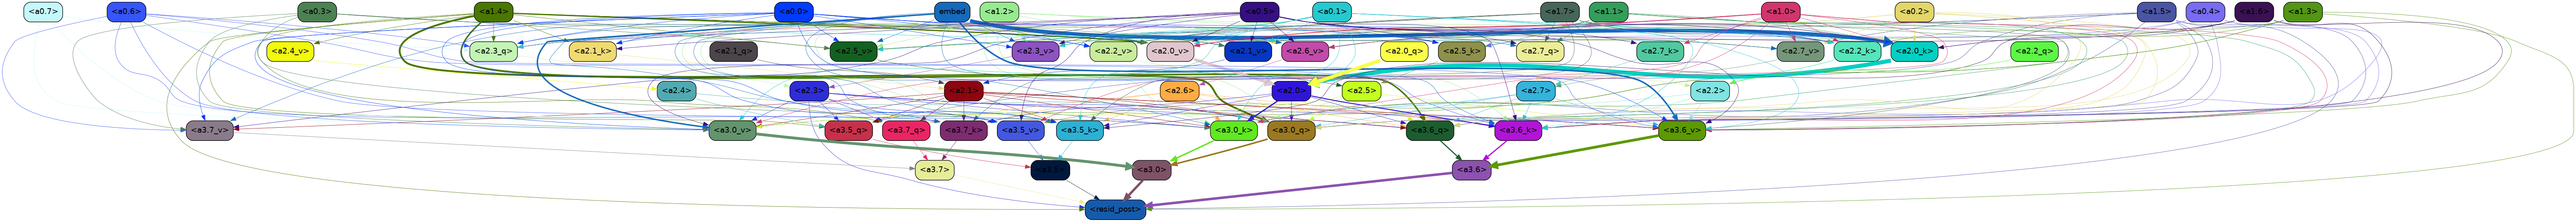 <a0.7> <a0.6> <a0.3> <a1.4> <a0.0> embed <a1.2> <a0.5> <a0.1> <a1.7> <a1.1> <a1.0> <a0.2> <a1.5> <a0.4> <a1.6> <a1.3>
<a2.4_v> <a2.3_q> <a2.1_k> <a2.1_q> <a2.5_v> <a2.3_v> <a2.2_v> <a2.0_v> <a2.1_v> <a2.6_v> <a2.0_q> <a2.5_k> <a2.7_q> <a2.7_k> <a2.7_v> <a2.2_k> <a2.0_k> <a2.2_q>
<a2.4> <a2.3> <a2.1> <a2.6> <a2.0> <a2.5> <a2.7> <a2.2>
<a3.7_v> <a3.0_v> <a3.5_q> <a3.7_q> <a3.7_k> <a3.5_v> <a3.5_k> <a3.0_k> <a3.0_q> <a3.6_q> <a3.6_k> <a3.6_v>
<a3.7> <a3.0> <a3.6>
<resid_post>